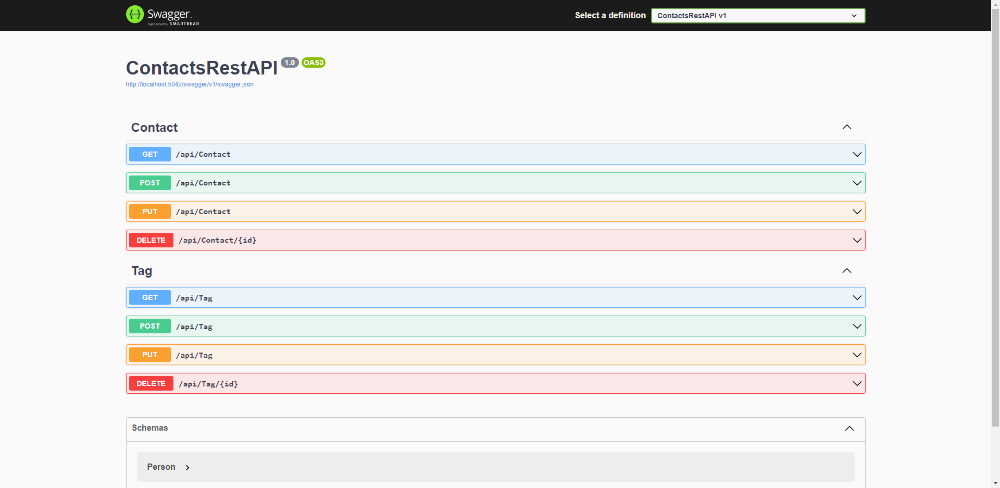 Swagger
Supported by SMARTBEAR
Select a definition
ContactsRestAPI v1
ContactsRestAPI 1.0 OAS3
http://localhost:5042/swagger/v1/swagger.json
Contact
GET /api/Contact
POST /api/Contact
PUT /api/Contact
DELETE /api/Contact/{id}
Tag
GET /api/Tag
POST /api/Tag
PUT /api/Tag
DELETE /api/Tag/{id}
Schemas
Person